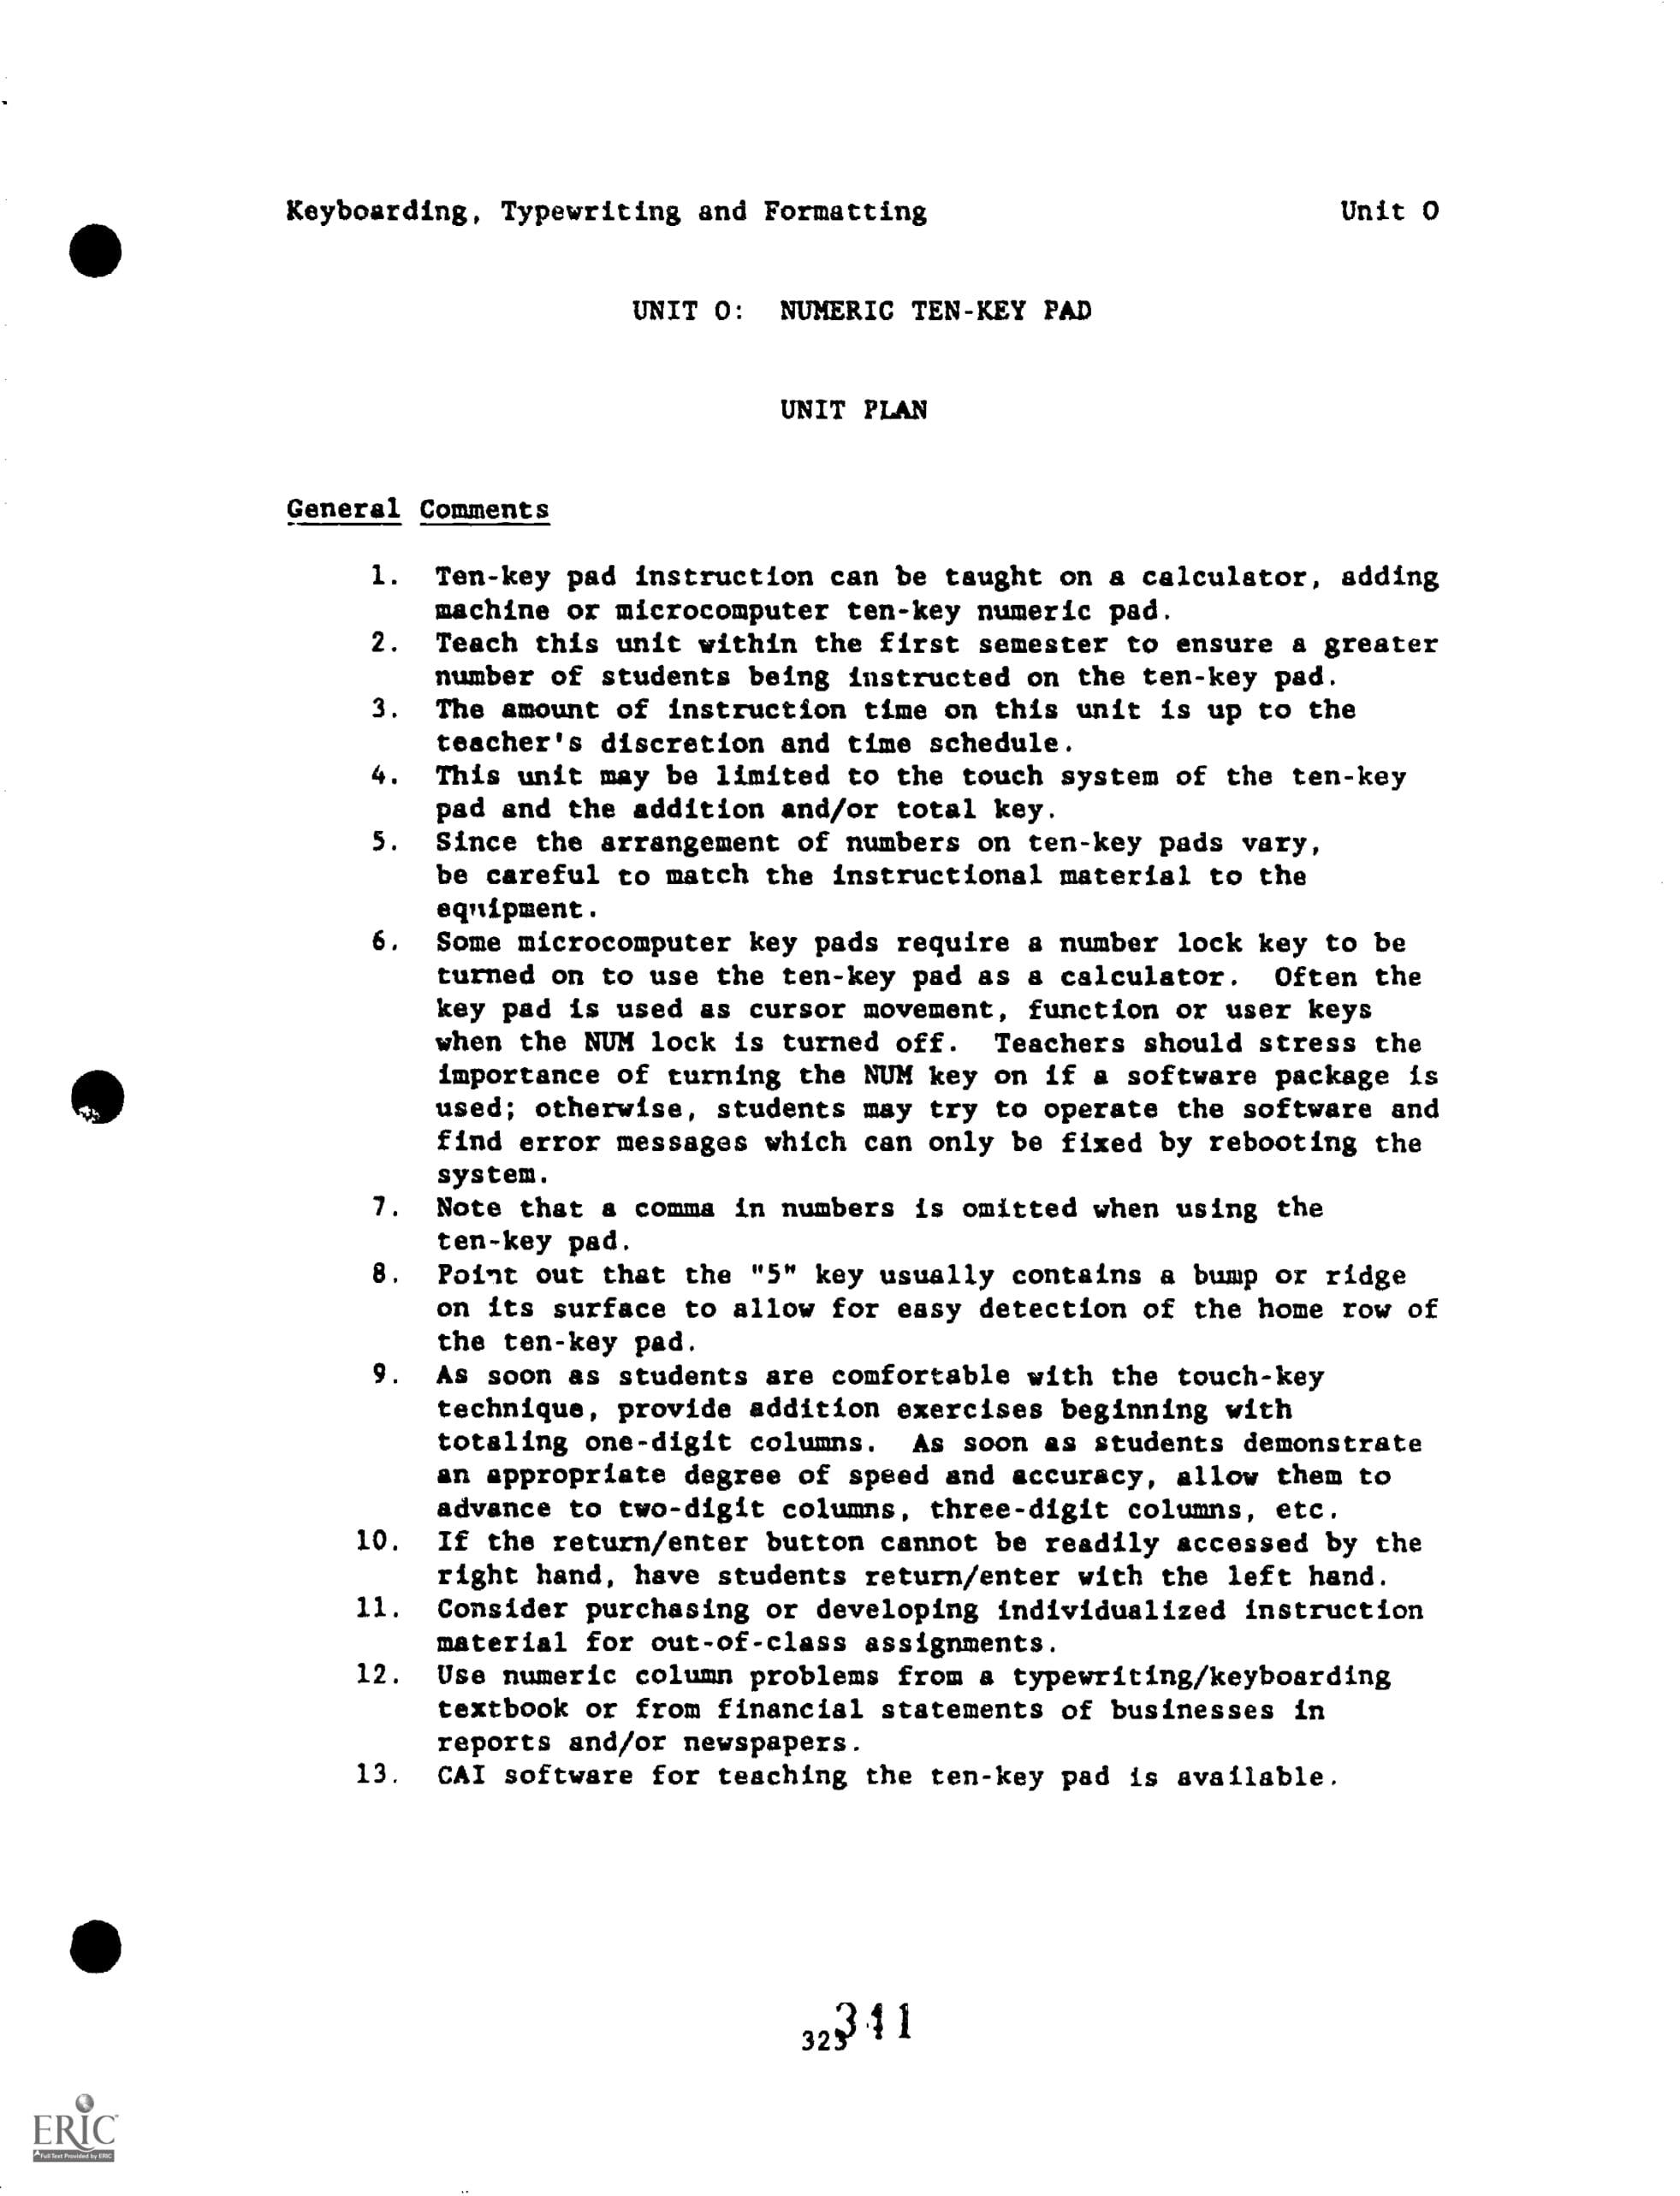 Keyboarding, Typewriting and Formatting Unit O
UNIT O: NUMERIC TEN-KEY PAD
UNIT PLAN
General Comments
1. Ten-key pad instruction can be taught on a calculator, adding
machine or microcomputer ten-key numeric pad.
2. Teach this unit within the first semester to ensure a greater
number of students being instructed on the ten-key pad.
3. The amount of instruction time on this unit is up to the
teacher's discretion and time schedule.
4. This unit may be limited to the touch system of the ten-key
pad and the addition and/or total key.
5. Since the arrangement of numbers on ten-key pads vary,
be careful to match the instructional material to the
equipment.
6. Some microcomputer key pads require a number lock key to be
turned on to use the ten-key pad as a calculator. Often the
key pad is used as cursor movement, function or user keys
when the NUM lock is turned off. Teachers should stress the
importance of turning the NUM key on if a software package is
used; otherwise, students may try to operate the software and
find error messages which can only be fixed by rebooting the
system.
7. Note that a comma in numbers is omitted when using the
ten-key pad.
8. Point out that the "5" key usually contains a bump or ridge
on its surface to allow for easy detection of the home row of
the ten-key pad.
9. As soon as students are comfortable with the touch-key
technique, provide addition exercises beginning with
totaling one-digit columns. As soon as students demonstrate
an appropriate degree of speed and accuracy, allow them to
advance to two-digit columns, three-digit columns, etc.
10. If the return/enter button cannot be readily accessed by the
right hand, have students return/enter with the left hand.
11. Consider purchasing or developing individualized instruction
material for out-of-class assignments.
12. Use numeric column problems from a typewriting/keyboarding
textbook or from financial statements of businesses in
reports and/or newspapers.
13. CAI software for teaching the ten-key pad is available.
ERIC
Full Text Provided by ERIC